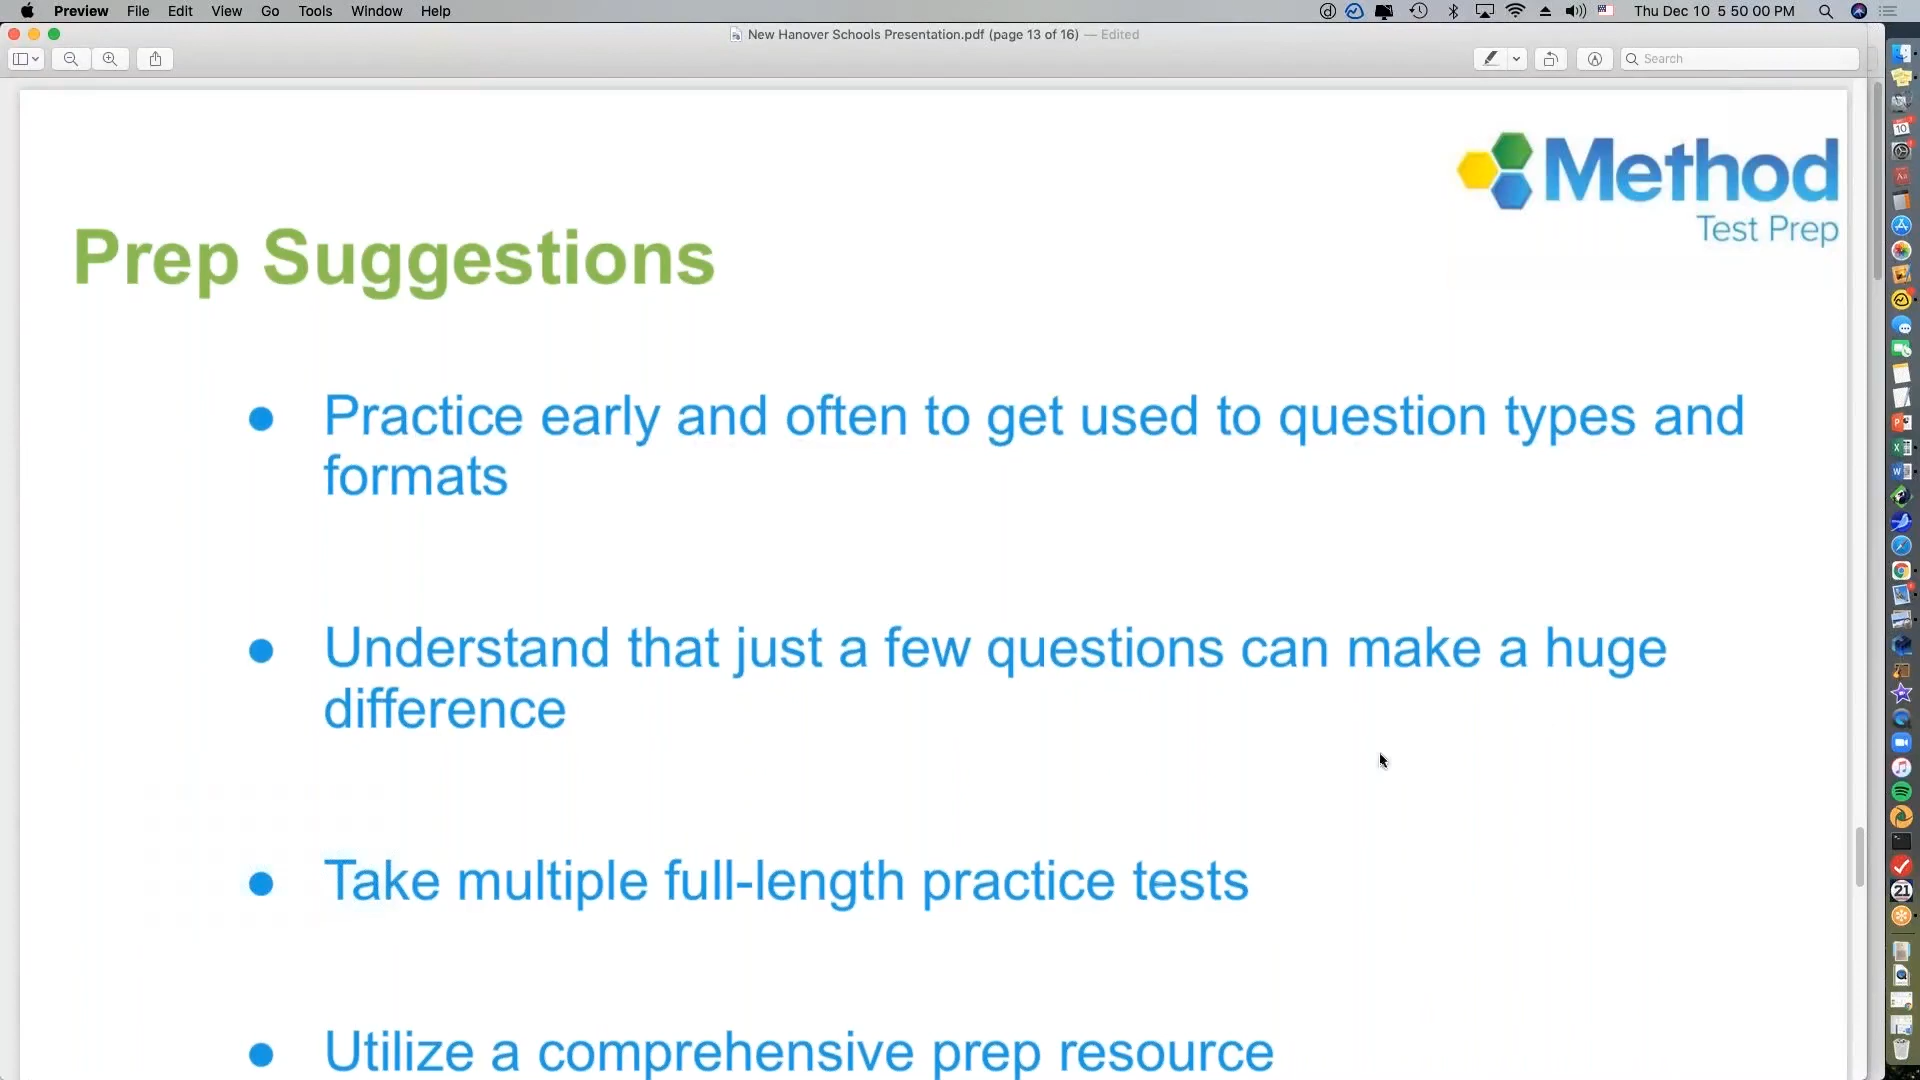 Preview File Edit View Go Tools Window Help
Thu Dec 10 5 50 00 PM
New Hanover Schools Presentation.pdf (page 13 of 16) — Edited
Search
Method
Test Prep
Prep Suggestions
● Practice early and often to get used to question types and
formats
● Understand that just a few questions can make a huge
difference
● Take multiple full-length practice tests
● Utilize a comprehensive prep resource
10
21